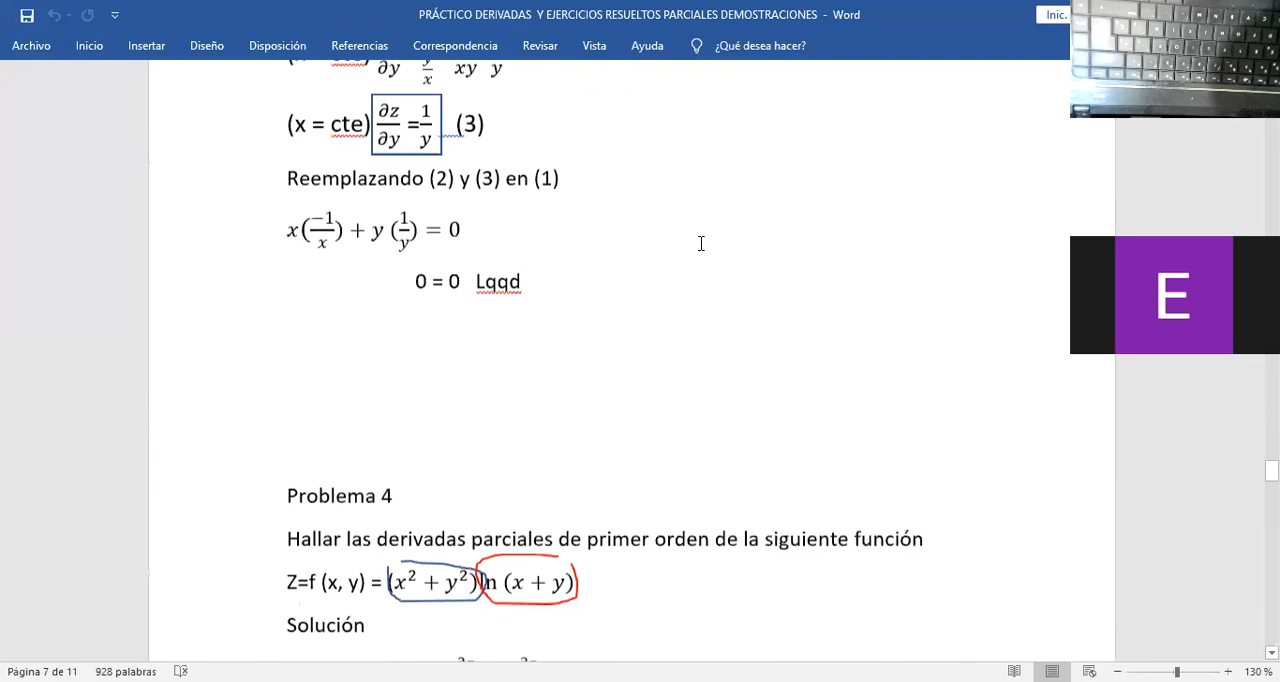 PRÁCTICO DERIVADAS Y EJERCICIOS RESUELTOS PARCIALES DEMOSTRACIONES - Word
Inic.
Archivo Inicio Insertar Diseño Disposición Referencias Correspondencia Revisar Vista Ayuda ¿Qué desea hacer?
∂y y/x xy y
(x = cte) ∂z/∂y = 1/y (3)
Reemplazando (2) y (3) en (1)
x(−1/x) + y (1/y) = 0
0 = 0 Lqqd
E
Problema 4
Hallar las derivadas parciales de primer orden de la siguiente función
Z=f (x, y) = (x² + y²)ln (x + y)
Solución
Página 7 de 11 928 palabras 130 %